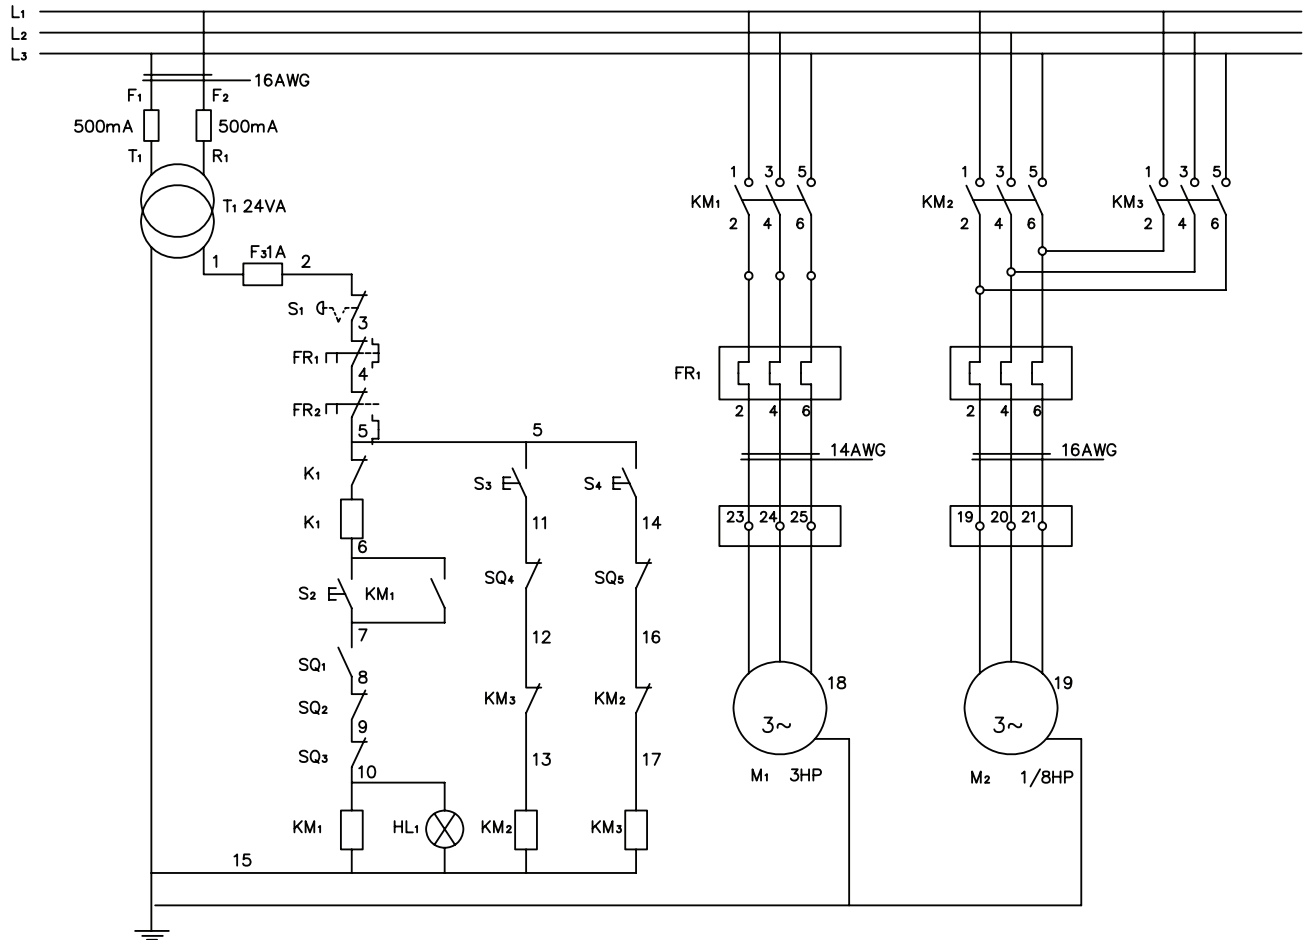 L1
L2
L3
16AWG
F1 F2
500mA 500mA
T1 R1
T1 24VA
F31A
1 2
S1
3
FR1
4
FR2
5 5
K1
K1
6
S2 KM1
7
SQ1
8
SQ2
9
SQ3
10
KM1 HL1
15
S3
11
SQ4
12
KM3
13
KM2
S4
14
SQ5
16
KM2
17
KM3
1 3 5
KM1
2 4 6
FR1
2 4 6
14AWG
23 24 25
18
3~
M1 3HP
1 3 5
KM2
2 4 6
1 3 5
KM3
2 4 6
2 4 6
16AWG
19 20 21
19
3~
M2 1/8HP